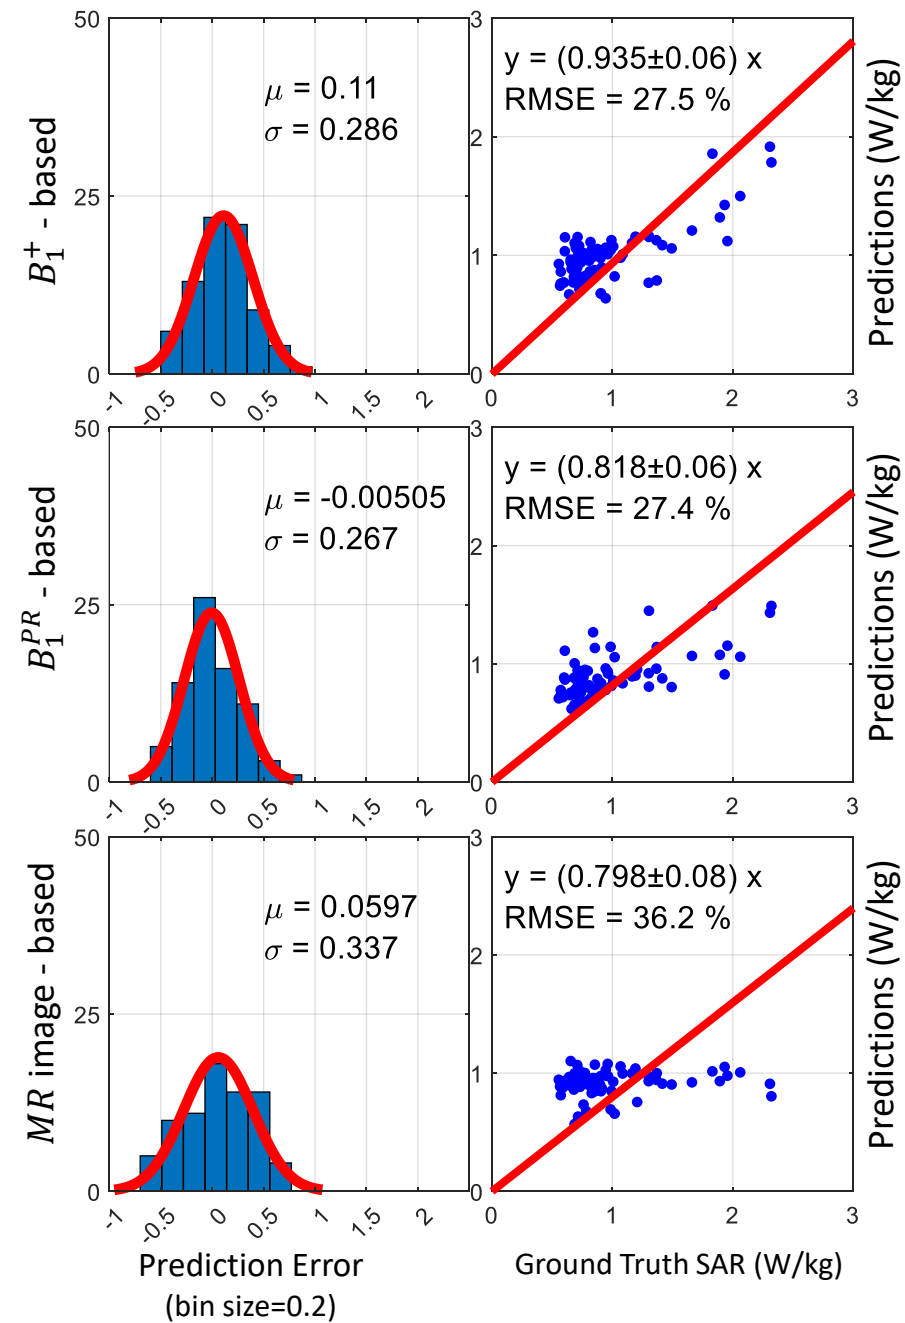 50
25
0
-1
-0.5
0
0.5
1
1.5
2
μ = 0.11
σ = 0.286
B₁⁺ - based
3
2
1
0
0
1
2
3
y = (0.935±0.06) x
RMSE = 27.5 %
Predictions (W/kg)
50
25
0
-1
-0.5
0
0.5
1
1.5
2
μ = -0.00505
σ = 0.267
B₁ᴾᴿ - based
3
2
1
0
0
1
2
3
y = (0.818±0.06) x
RMSE = 27.4 %
Predictions (W/kg)
50
25
0
-1
-0.5
0
0.5
1
1.5
2
μ = 0.0597
σ = 0.337
MR image - based
3
2
1
0
0
1
2
3
y = (0.798±0.08) x
RMSE = 36.2 %
Predictions (W/kg)
Prediction Error
(bin size=0.2)
Ground Truth SAR (W/kg)